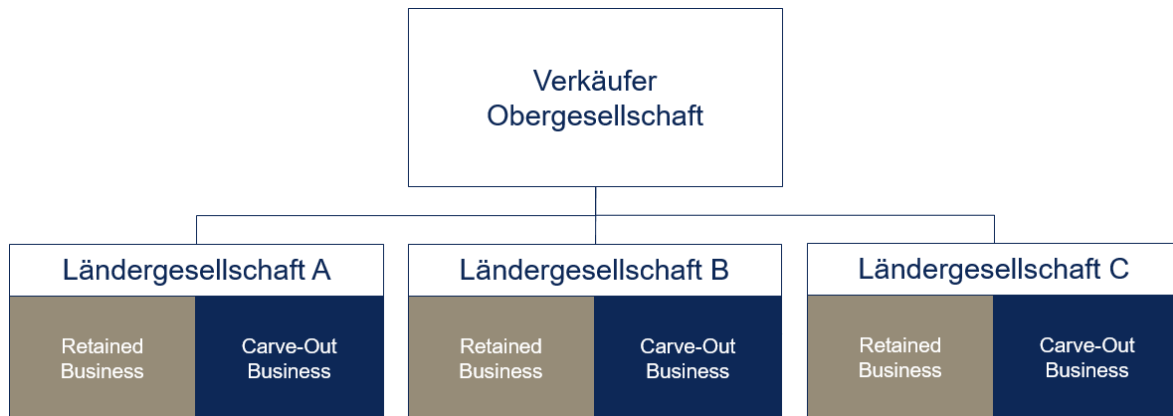 Verkäufer
Obergesellschaft
Ländergesellschaft A
Ländergesellschaft B
Ländergesellschaft C
Retained
Business
Carve-Out
Business
Retained
Business
Carve-Out
Business
Retained
Business
Carve-Out
Business